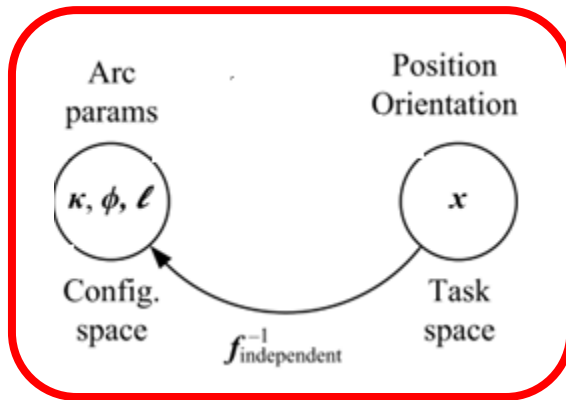 Arc
params
κ, ϕ, ℓ
Config.
space
Position
Orientation
x
Task
space
f⁻¹independent